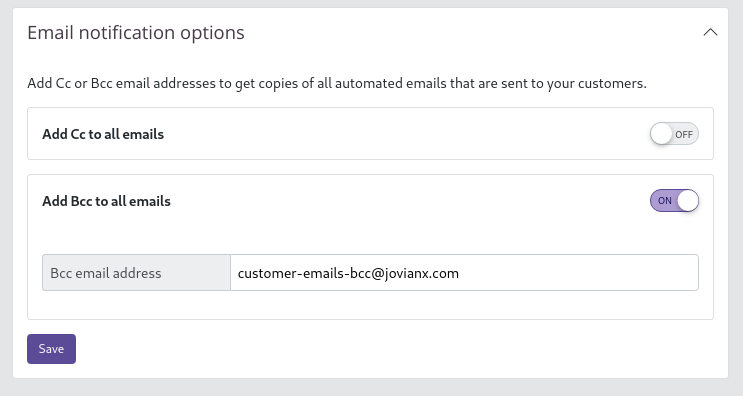 Email notification options
Add Cc or Bcc email addresses to get copies of all automated emails that are sent to your customers.
Add Cc to all emails
OFF
Add Bcc to all emails
ON
Bcc email address
customer-emails-bcc@jovianx.com
Save